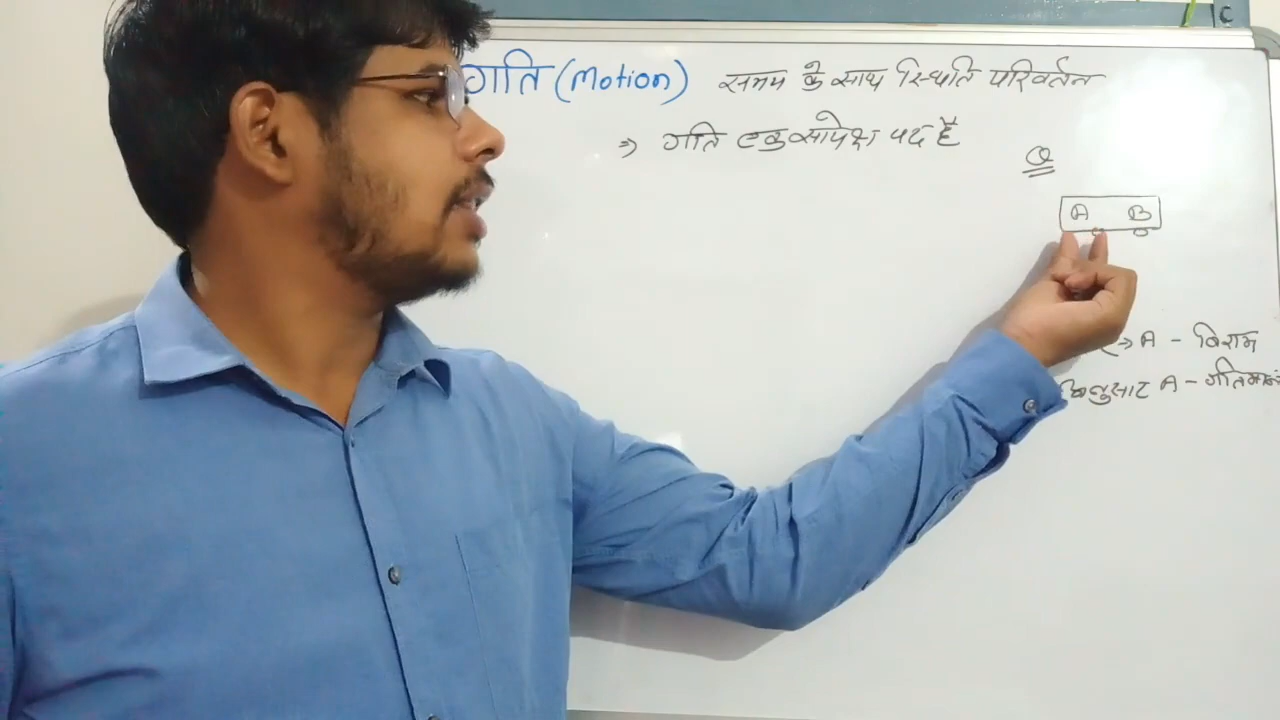 गति (Motion) समय के साथ स्थिति परिवर्तन
⇒ गति एक सापेक्ष पद है
Q
A B
→ A - विराम
अनुसार A - गतिमान
C